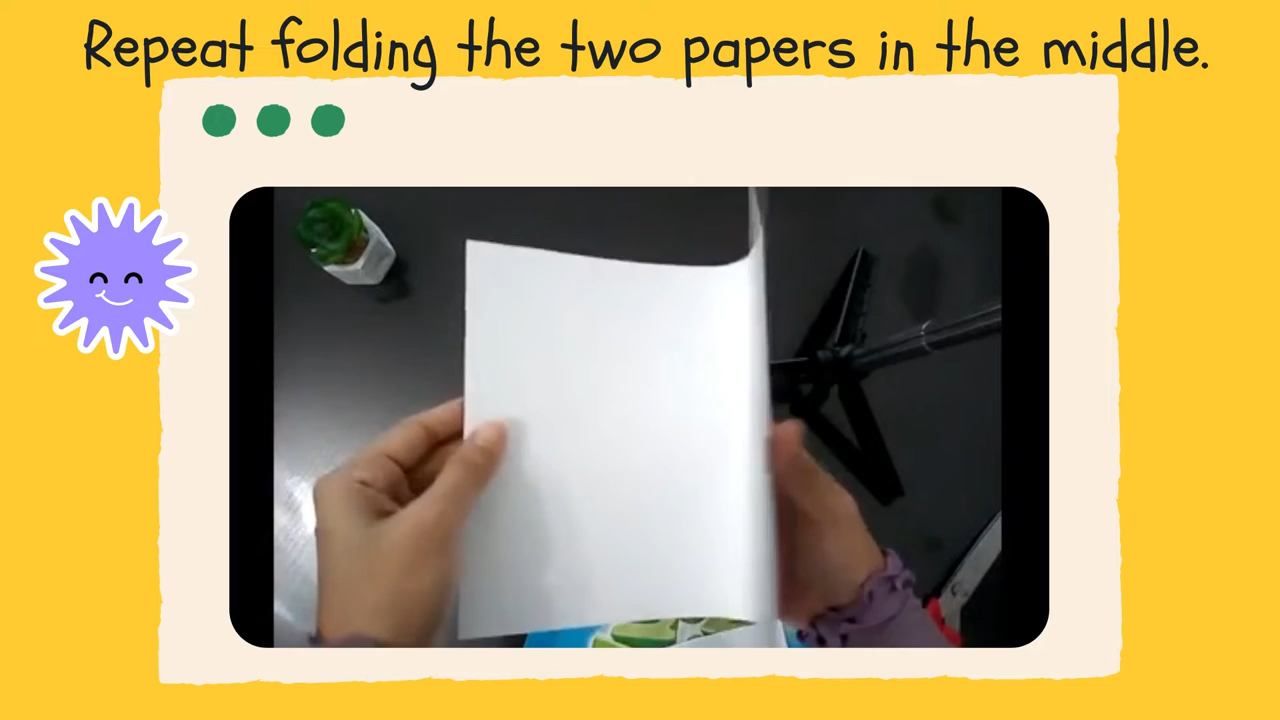 Repeat folding the two papers in the middle.